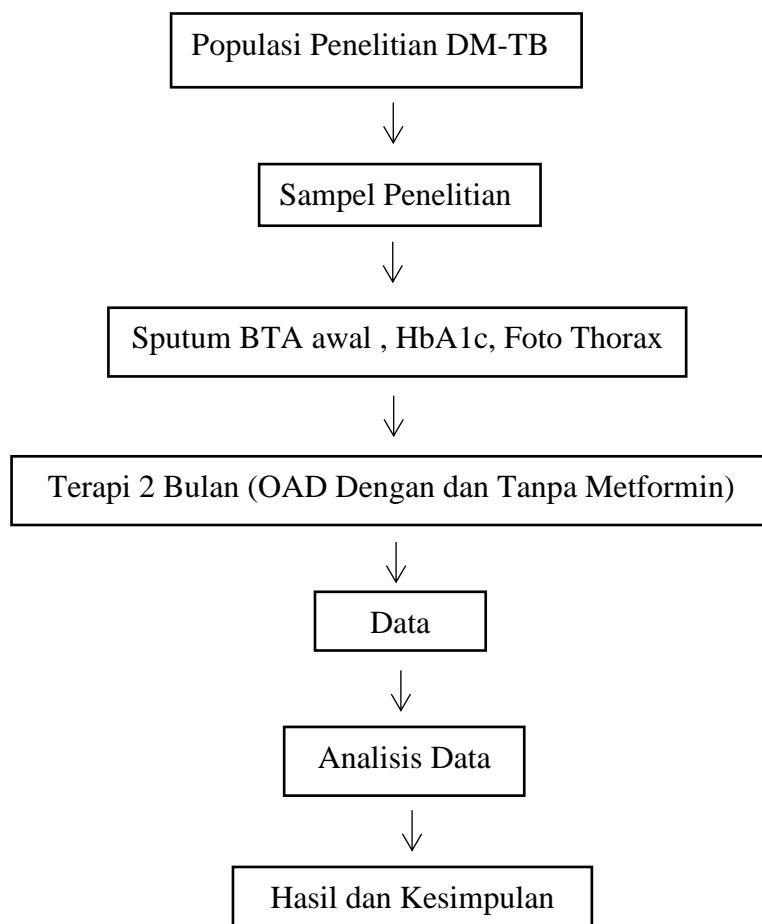 Populasi Penelitian DM-TB
Sampel Penelitian
Sputum BTA awal , HbA1c, Foto Thorax
Terapi 2 Bulan (OAD Dengan dan Tanpa Metformin)
Data
Analisis Data
Hasil dan Kesimpulan